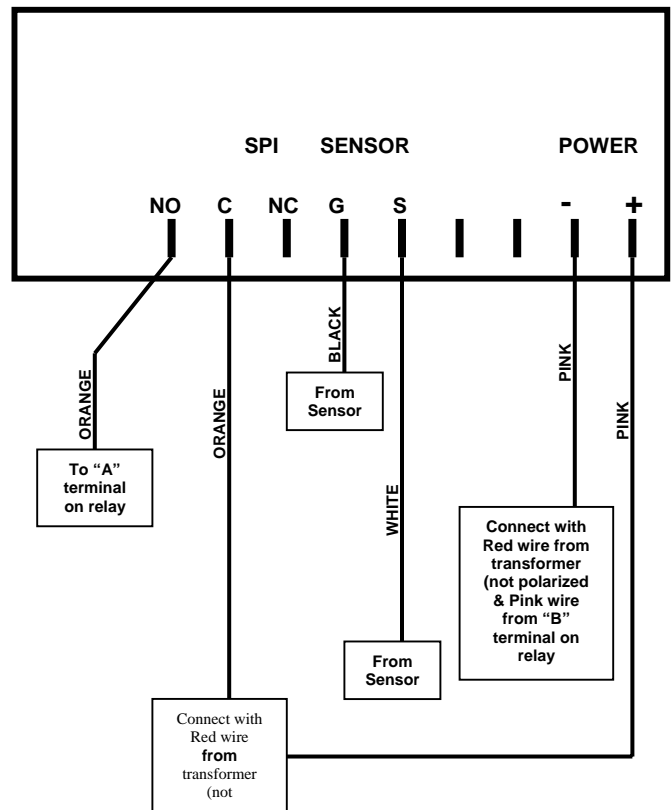 SPI SENSOR POWER
NO C NC G S - +
BLACK
ORANGE
ORANGE
PINK
PINK
WHITE
From
Sensor
To “A”
terminal
on relay
Connect with
Red wire from
transformer
(not polarized
& Pink wire
from “B”
terminal on
relay
From
Sensor
Connect with
Red wire
from
transformer
(not